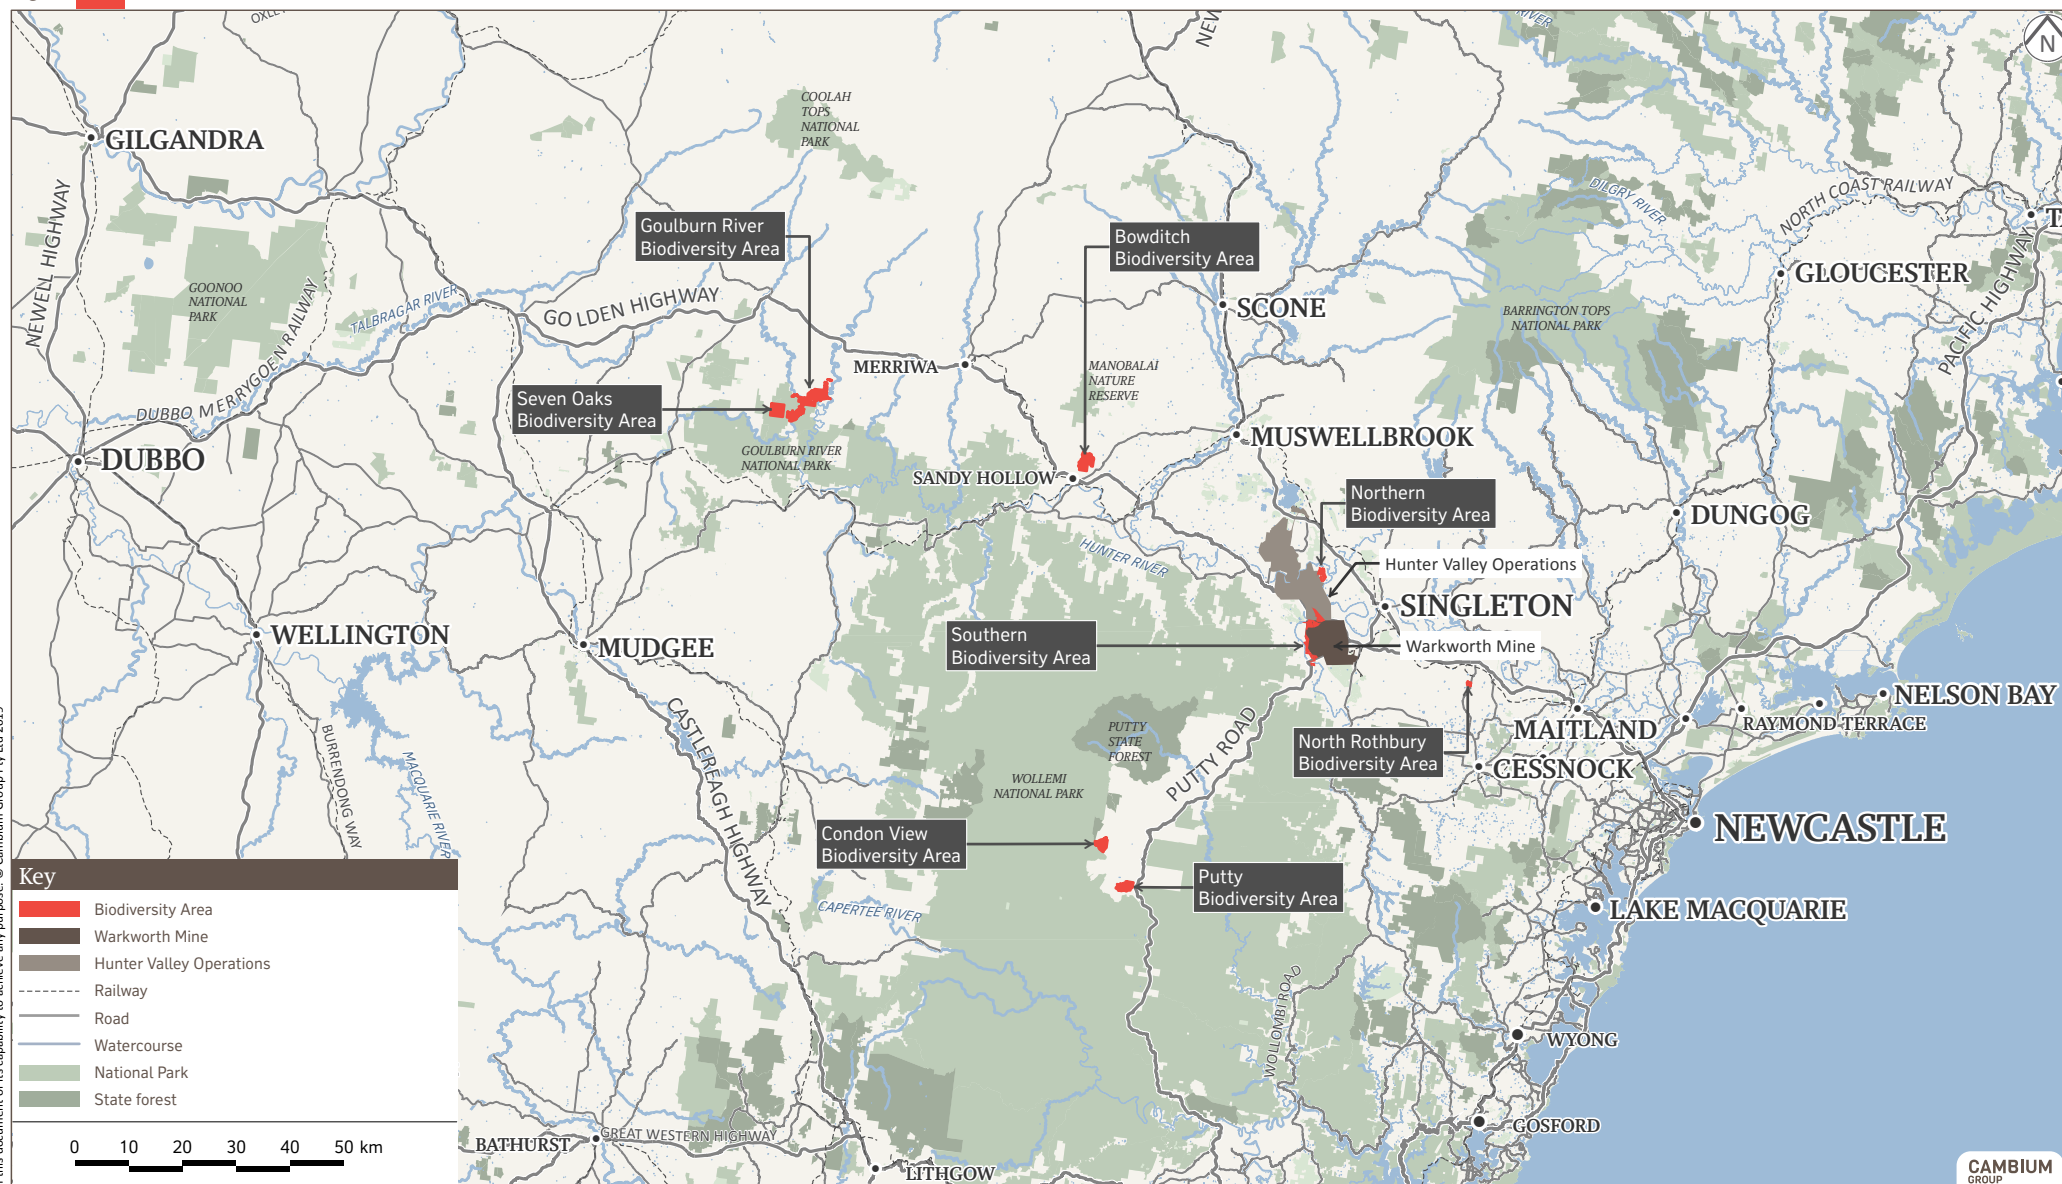 OXLEY
NEW
RIVER
N
COOLAH
TOPS
NATIONAL
PARK
GILGANDRA
NEWELL HIGHWAY
DILGRY RIVER
NORTH COAST RAILWAY
Goulburn River
Biodiversity Area
Bowditch
Biodiversity Area
GLOUCESTER
PACIFIC HIGHWAY
GOONOO
NATIONAL
PARK
TALBRAGAR RIVER
GOLDEN HIGHWAY
SCONE
BARRINGTON TOPS
NATIONAL PARK
MERRIWA
MANOBALAI
NATURE
RESERVE
Seven Oaks
Biodiversity Area
DUBBO MERRYGOEN RAILWAY
DUBBO
GOULBURN RIVER
NATIONAL PARK
MUSWELLBROOK
SANDY HOLLOW
Northern
Biodiversity Area
DUNGOG
HUNTER RIVER
Hunter Valley Operations
SINGLETON
WELLINGTON
MUDGEE
Southern
Biodiversity Area
Warkworth Mine
NELSON BAY
RAYMOND TERRACE
MAITLAND
PUTTY
STATE
FOREST
PUTTY ROAD
North Rothbury
Biodiversity Area
CESSNOCK
WOLLEMI
NATIONAL PARK
BURRENDONG WAY
MACQUARIE RIVER
CASTLEREAGH HIGHWAY
NEWCASTLE
Condon View
Biodiversity Area
Putty
Biodiversity Area
CAPERTEE RIVER
LAKE MACQUARIE
WOLLOMBI ROAD
WYONG
GOSFORD
BATHURST
GREAT WESTERN HIGHWAY
LITHGOW
Key
Biodiversity Area
Warkworth Mine
Hunter Valley Operations
Railway
Road
Watercourse
National Park
State forest
0 10 20 30 40 50 km
CAMBIUM
GROUP